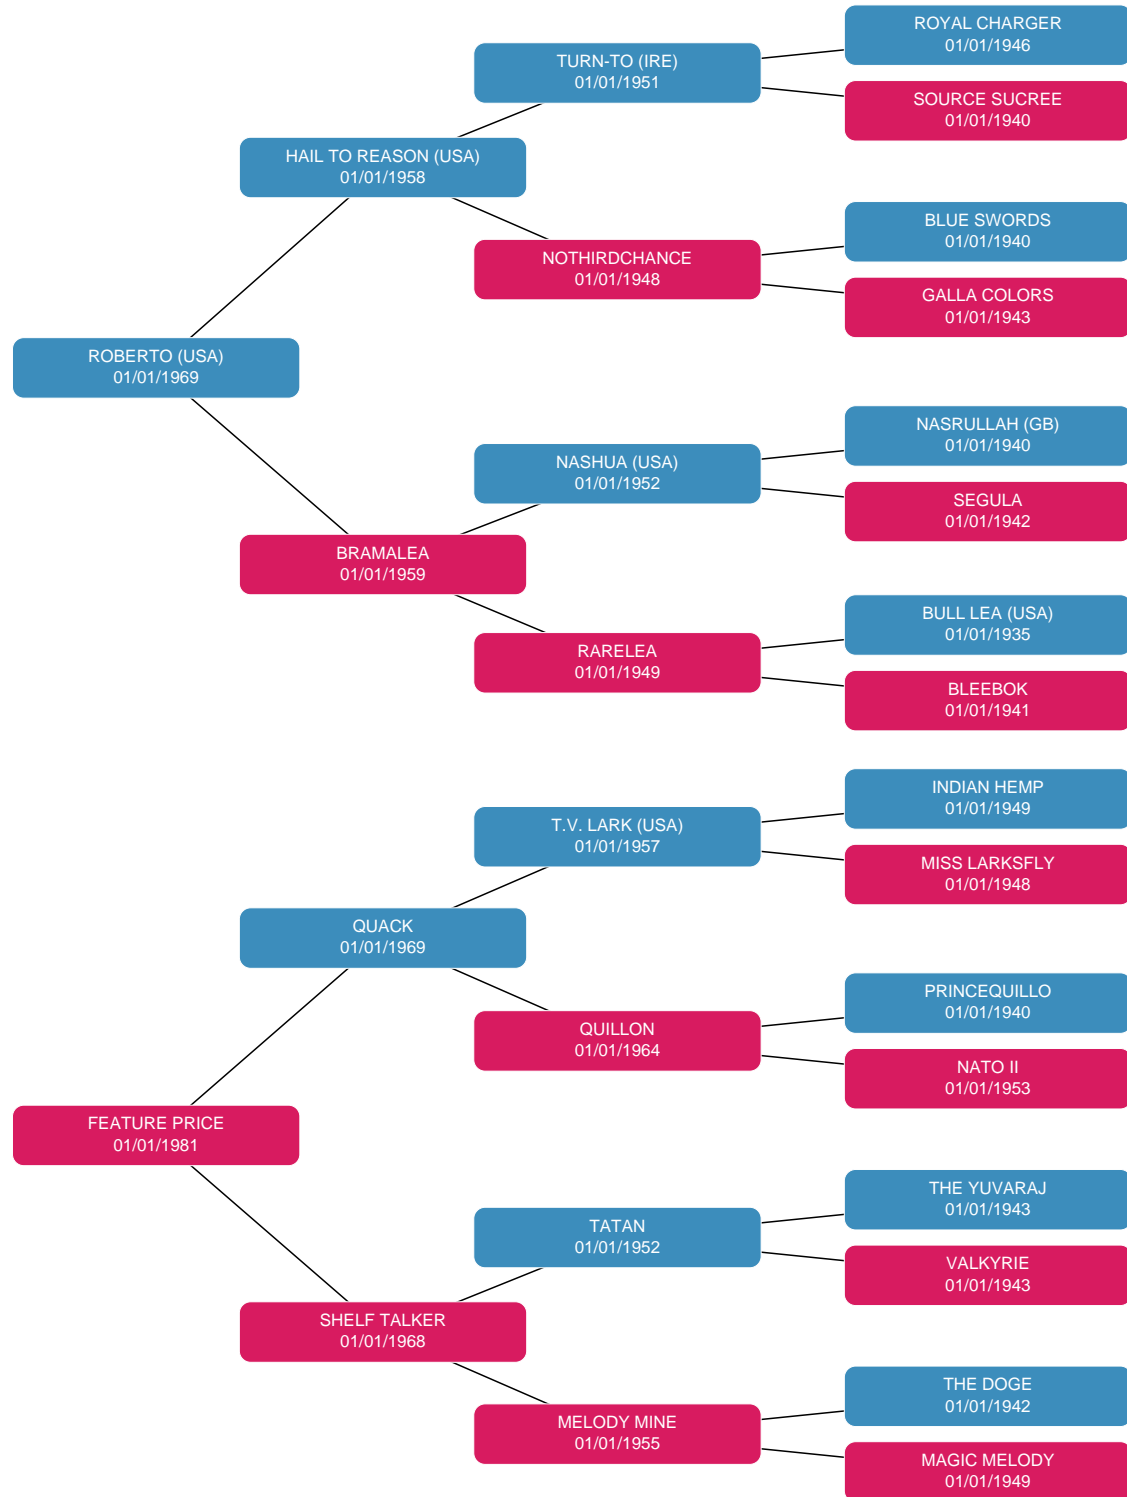 ROYAL CHARGER
01/01/1946
TURN-TO (IRE)
01/01/1951
SOURCE SUCREE
01/01/1940
HAIL TO REASON (USA)
01/01/1958
BLUE SWORDS
01/01/1940
NOTHIRDCHANCE
01/01/1948
GALLA COLORS
01/01/1943
ROBERTO (USA)
01/01/1969
NASRULLAH (GB)
01/01/1940
NASHUA (USA)
01/01/1952
SEGULA
01/01/1942
BRAMALEA
01/01/1959
BULL LEA (USA)
01/01/1935
RARELEA
01/01/1949
BLEEBOK
01/01/1941
INDIAN HEMP
01/01/1949
T.V. LARK (USA)
01/01/1957
MISS LARKSFLY
01/01/1948
QUACK
01/01/1969
PRINCEQUILLO
01/01/1940
QUILLON
01/01/1964
NATO II
01/01/1953
FEATURE PRICE
01/01/1981
THE YUVARAJ
01/01/1943
TATAN
01/01/1952
VALKYRIE
01/01/1943
SHELF TALKER
01/01/1968
THE DOGE
01/01/1942
MELODY MINE
01/01/1955
MAGIC MELODY
01/01/1949